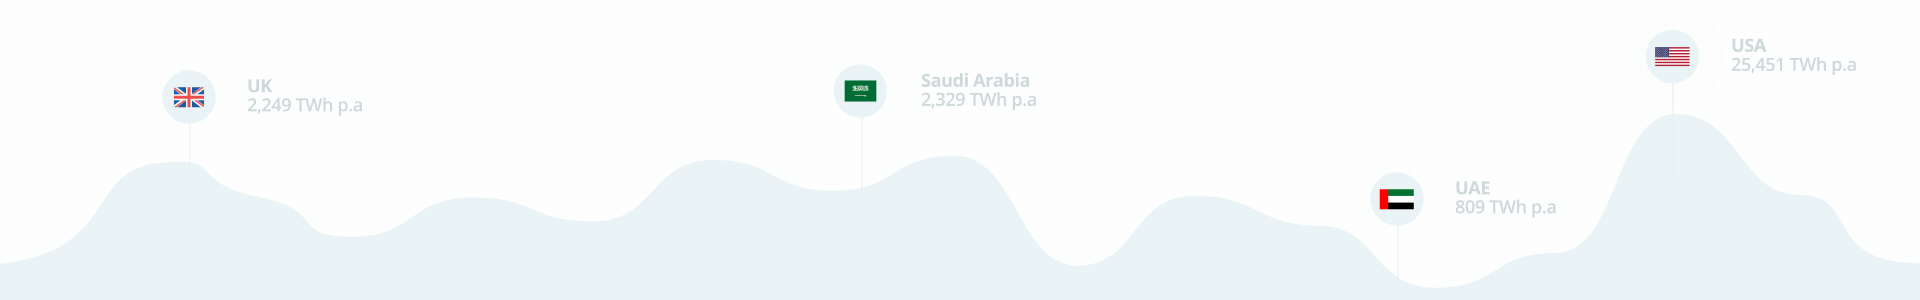 UK
2,249 TWh p.a
Saudi Arabia
2,329 TWh p.a
UAE
809 TWh p.a
USA
25,451 TWh p.a